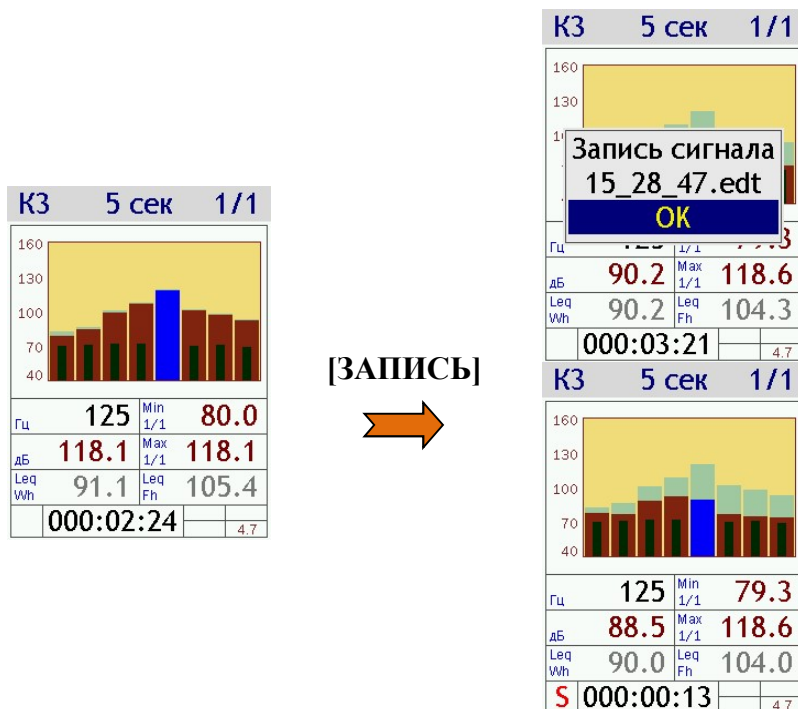 К3 5 сек 1/1
160
130
100
70
40
Гц 125 Min 1/1 80.0
дБ 118.1 Max 1/1 118.1
Leq Wh 91.1 Leq Fh 105.4
000:02:24 4.7
[ЗАПИСЬ]
К3 5 сек 1/1
160
130
Запись сигнала
15_28_47.edt
OK
Гц
1/1
дБ 90.2 Max 1/1 118.6
Leq Wh 90.2 Leq Fh 104.3
000:03:21 4.7
К3 5 сек 1/1
160
130
100
70
40
Гц 125 Min 1/1 79.3
дБ 88.5 Max 1/1 118.6
Leq Wh 90.0 Leq Fh 104.0
S 000:00:13 4.7